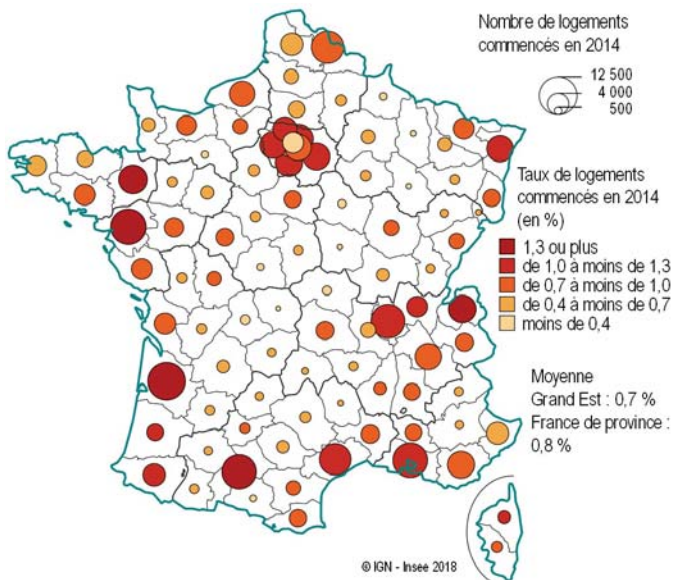 Nombre de logements
commencés en 2014
12 500
4 000
500
Taux de logements
commencés en 2014
(en %)
1,3 ou plus
de 1,0 à moins de 1,3
de 0,7 à moins de 1,0
de 0,4 à moins de 0,7
moins de 0,4
Moyenne
Grand Est : 0,7 %
France de province :
0,8 %
© IGN - Insee 2018